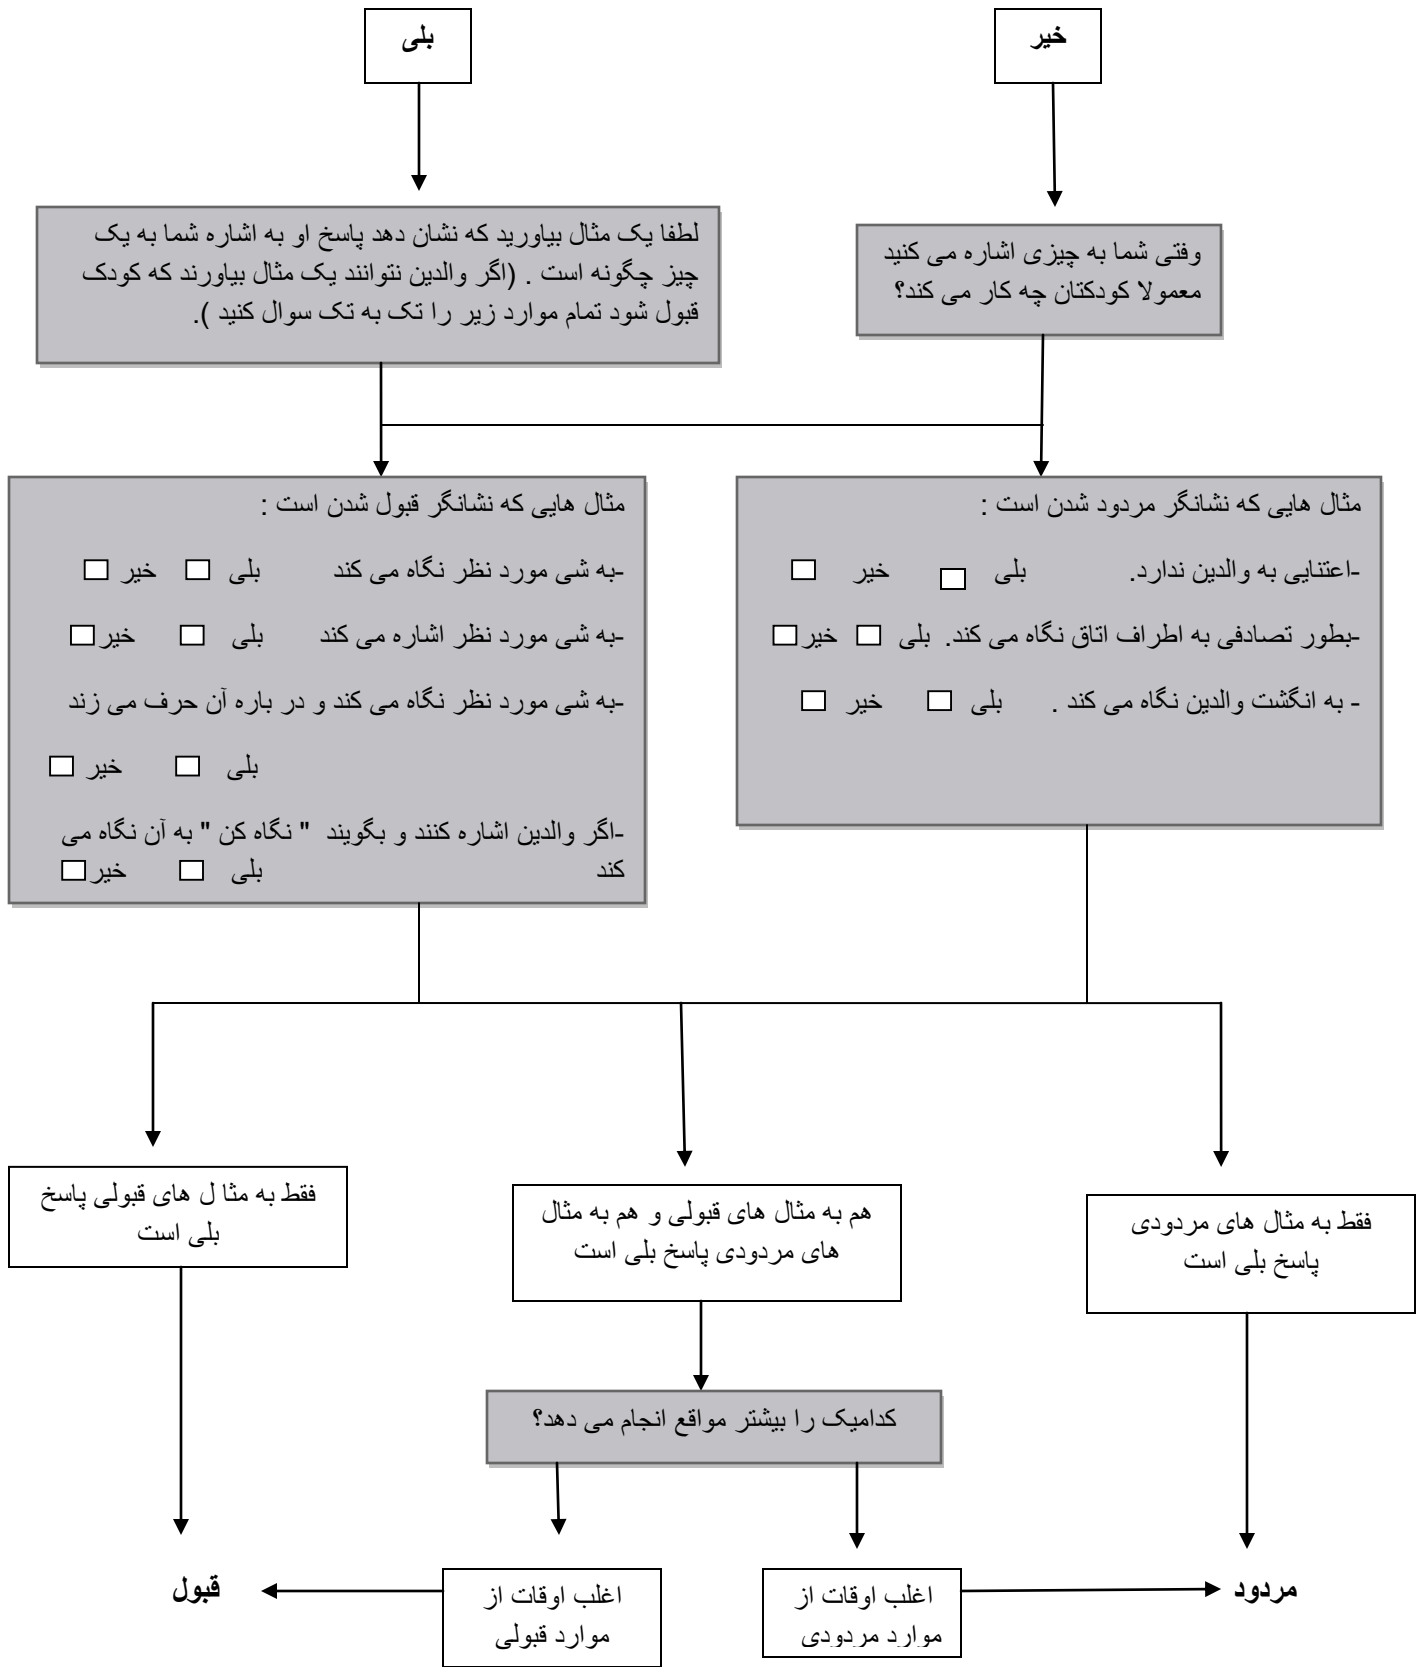 خیر
بلی
وقتی شما به چیزی اشاره می کنید
معمولا کودکتان چه کار می کند؟
لطفا یک مثال بیاورید که نشان دهد پاسخ او به اشاره شما به یک
چیز چگونه است . (اگر والدین نتوانند یک مثال بیاورند که کودک
قبول شود تمام موارد زیر را تک به تک سوال کنید ).
مثال هایی که نشانگر مردود شدن است :
-اعتنایی به والدین ندارد. بلی خیر
-بطور تصادفی به اطراف اتاق نگاه می کند. بلی خیر
- به انگشت والدین نگاه می کند . بلی خیر
مثال هایی که نشانگر قبول شدن است :
-به شی مورد نظر نگاه می کند بلی خیر
-به شی مورد نظر اشاره می کند بلی خیر
-به شی مورد نظر نگاه می کند و در باره آن حرف می زند
بلی خیر
-اگر والدین اشاره کنند و بگویند " نگاه کن " به آن نگاه می
کند بلی خیر
فقط به مثال های مردودی
پاسخ بلی است
هم به مثال های قبولی و هم به مثال
های مردودی پاسخ بلی است
فقط به مثا ل های قبولی پاسخ
بلی است
کدامیک را بیشتر مواقع انجام می دهد؟
مردود
اغلب اوقات از
موارد مردودی
اغلب اوقات از
موارد قبولی
قبول